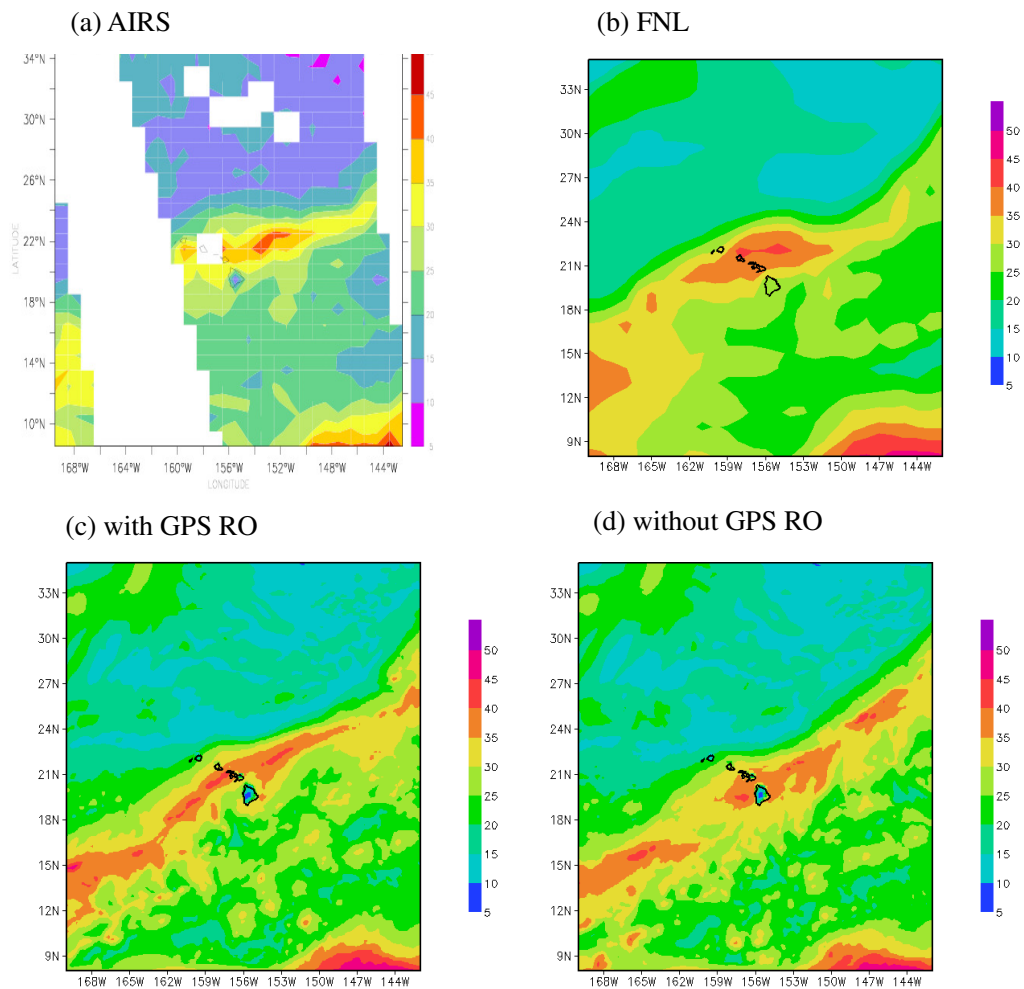 (a) AIRS
34°N
30°N
26°N
22°N
18°N
14°N
10°N
LATITUDE
168°W 164°W 160°W 156°W 152°W 148°W 144°W
LONGITUDE
45
40
35
30
25
20
15
10
5
(b) FNL
33N
30N
27N
24N
21N
18N
15N
12N
9N
168W 165W 162W 159W 156W 153W 150W 147W 144W
50
45
40
35
30
25
20
15
10
5
(c) with GPS RO
33N
30N
27N
24N
21N
18N
15N
12N
9N
168W 165W 162W 159W 156W 153W 150W 147W 144W
50
45
40
35
30
25
20
15
10
5
(d) without GPS RO
33N
30N
27N
24N
21N
18N
15N
12N
9N
168W 165W 162W 159W 156W 153W 150W 147W 144W
50
45
40
35
30
25
20
15
10
5